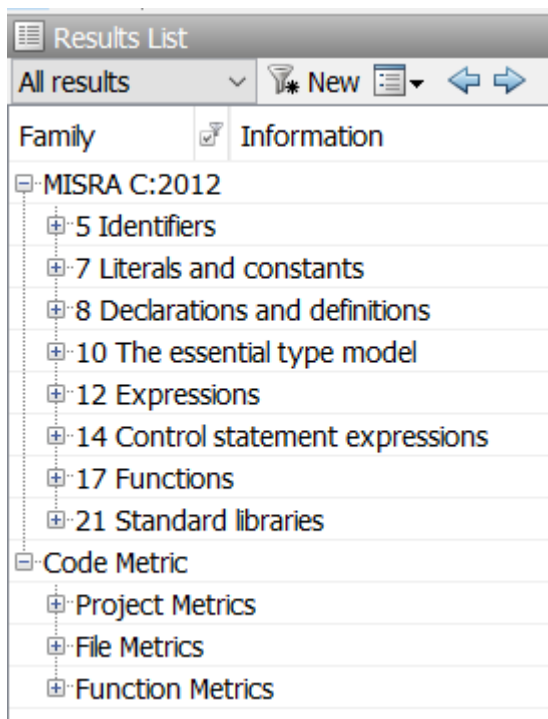 Results List
All results New
Family Information
MISRA C:2012
5 Identifiers
7 Literals and constants
8 Declarations and definitions
10 The essential type model
12 Expressions
14 Control statement expressions
17 Functions
21 Standard libraries
Code Metric
Project Metrics
File Metrics
Function Metrics